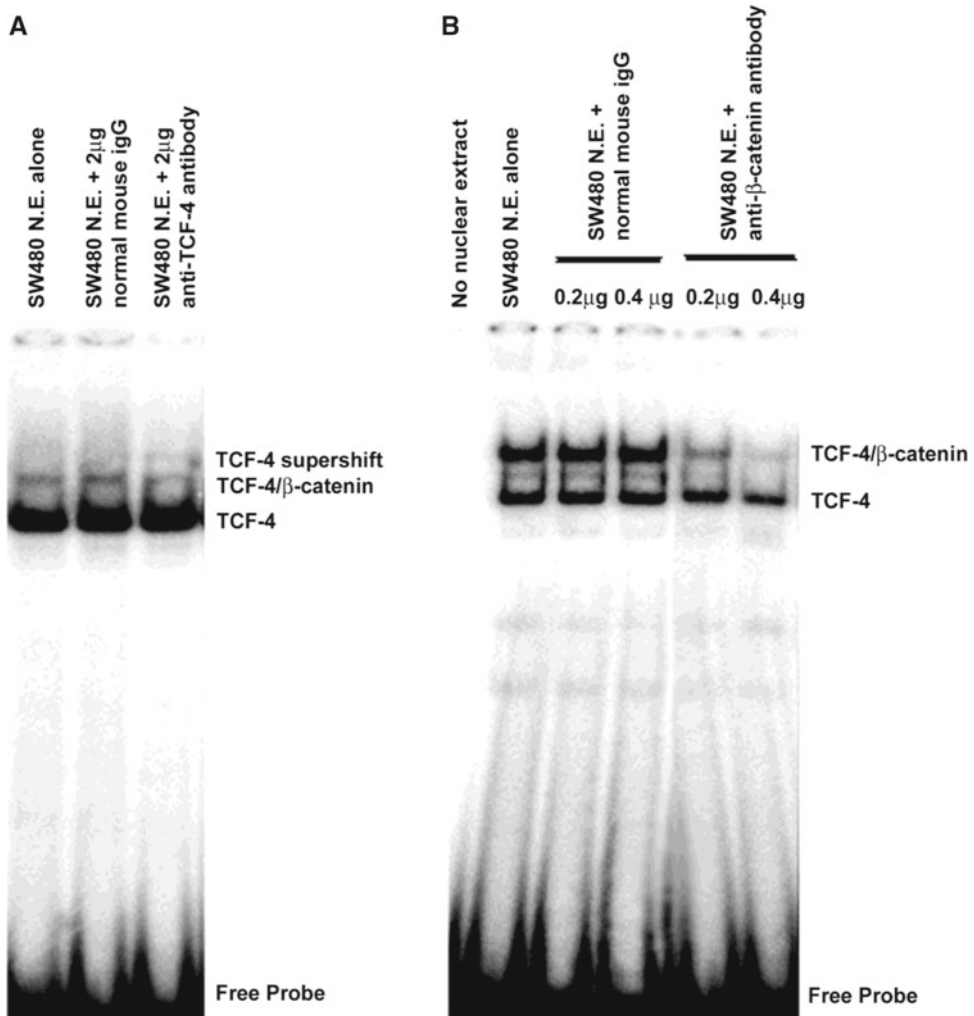 A
SW480 N.E. alone
SW480 N.E. + 2μg
normal mouse igG
SW480 N.E. + 2μg
anti-TCF-4 antibody
TCF-4 supershift
TCF-4/β-catenin
TCF-4
Free Probe
B
No nuclear extract
SW480 N.E. alone
SW480 N.E. +
normal mouse igG
SW480 N.E. +
anti-β-catenin antibody
0.2μg 0.4 μg 0.2μg 0.4μg
TCF-4/β-catenin
TCF-4
Free Probe